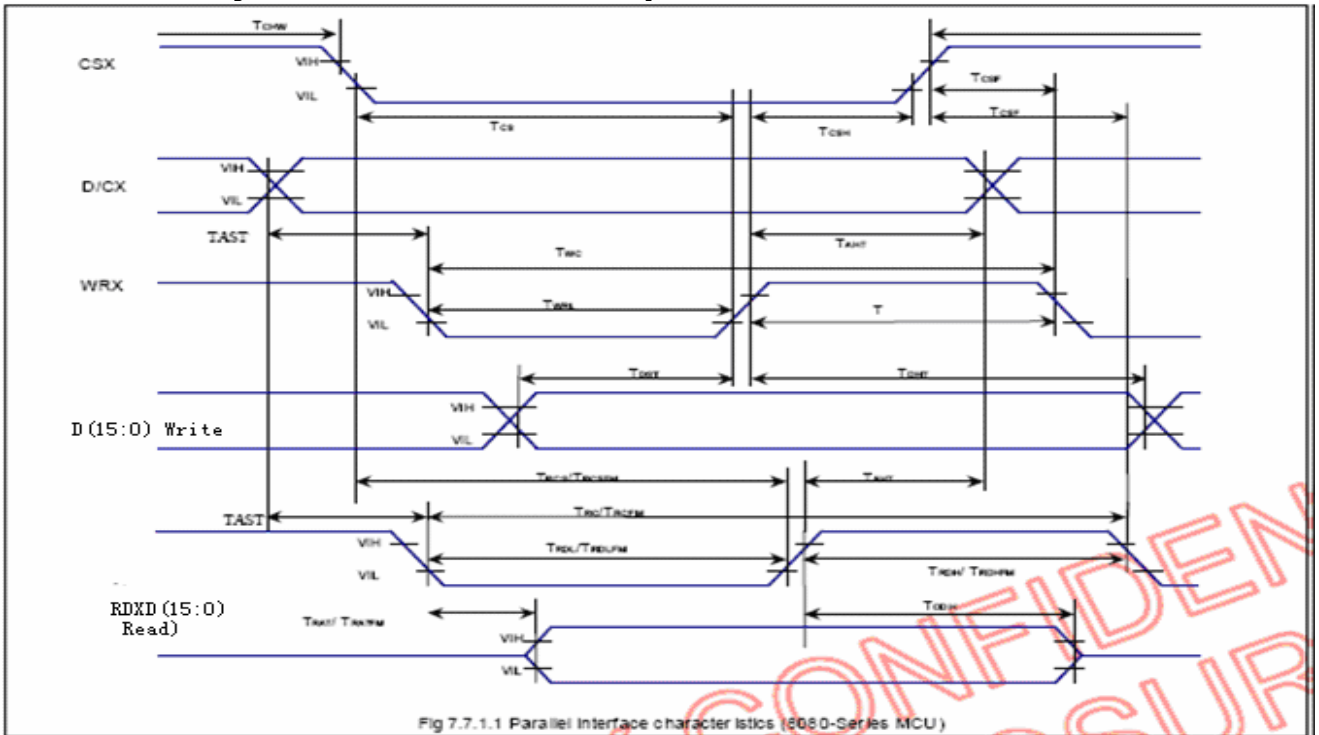 TCHW
CSX
VIH
VIL
TCS
TCSH
TCSF
TCSF
D/CX
VIH
VIL
TAST
TAHT
TWC
WRX
VIH
VIL
TWRL
T
TDST
TDHT
D(15:0) Write
VIH
VIL
TRCS/TRCSFM
TAHT
TAST
TRC/TRCFM
VIH
VIL
TRDL/TRDLFM
TRDH/ TRDHFM
RDXD(15:0)
Read)
TRAT/ TRATFM
TODH
VIH
VIL
Fig 7.7.1.1 Parallel Interface characteristics (8080-Series MCU)